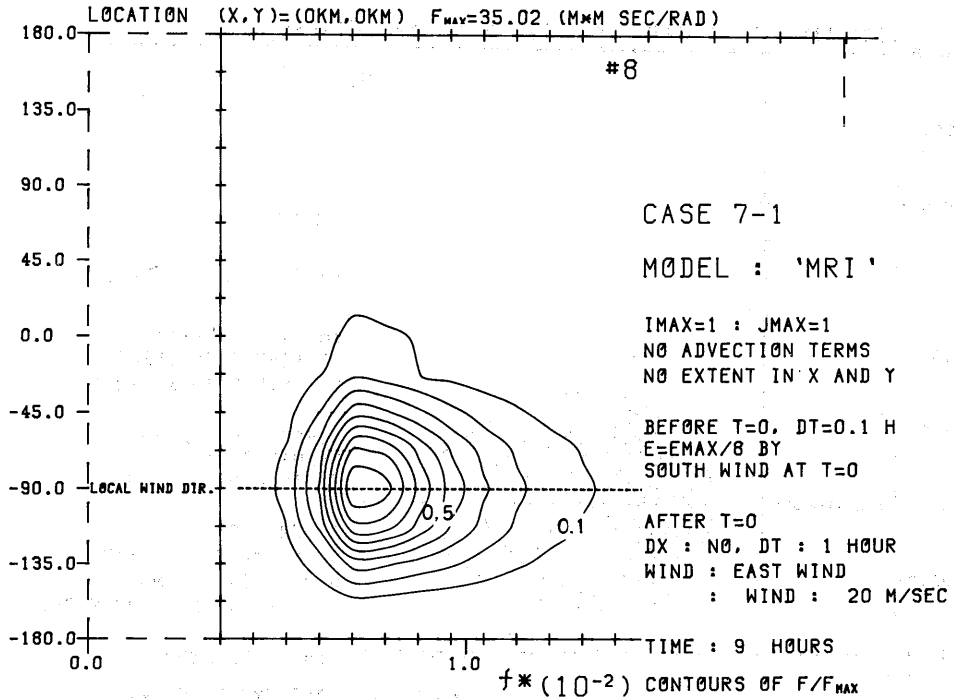 LOCATION (X,Y)=(0KM,0KM) FMAX=35.02 (M*M SEC/RAD)
180.0
#8
135.0
90.0
CASE 7-1
45.0
MODEL : 'MRI'
0.0
IMAX=1 : JMAX=1
NO ADVECTION TERMS
NO EXTENT IN X AND Y
-45.0
BEFORE T=0, DT=0.1 H
E=EMAX/8 BY
SOUTH WIND AT T=0
-90.0
LOCAL WIND DIR.
0.5
0.1
-135.0
AFTER T=0
DX : NO, DT : 1 HOUR
WIND : EAST WIND
: WIND : 20 M/SEC
-180.0
TIME : 9 HOURS
0.0
1.0
f* (10⁻²) CONTOURS OF F/FMAX